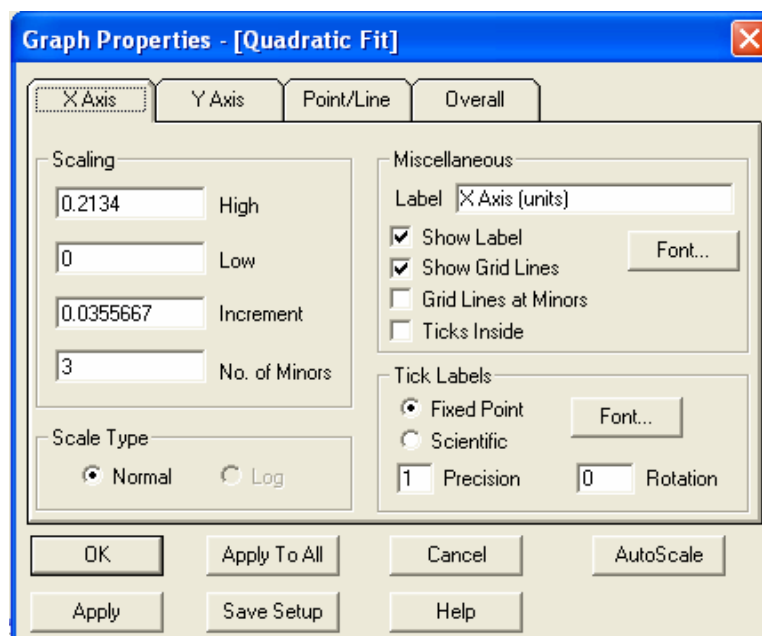 Graph Properties - [Quadratic Fit]
X Axis
Y Axis
Point/Line
Overall
Scaling
0.2134 High
0 Low
0.0355667 Increment
3 No. of Minors
Scale Type
Normal Log
Miscellaneous
Label X Axis (units)
Show Label
Font...
Show Grid Lines
Grid Lines at Minors
Ticks Inside
Tick Labels
Fixed Point
Font...
Scientific
1 Precision 0 Rotation
OK Apply To All Cancel AutoScale
Apply Save Setup Help